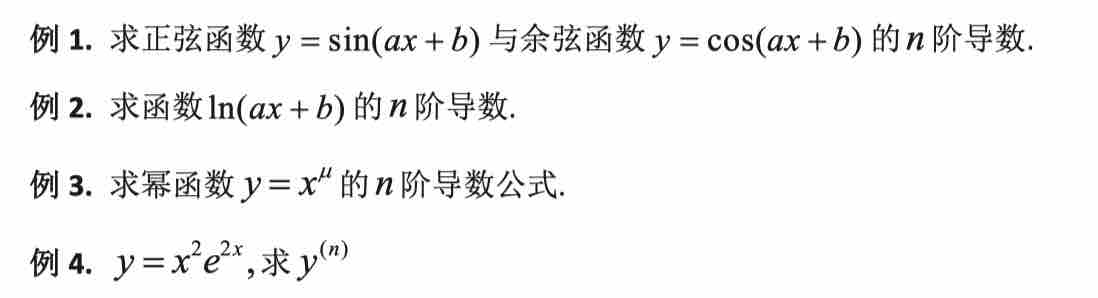 例 1. 求正弦函数 y = sin(ax + b) 与余弦函数 y = cos(ax + b) 的 n 阶导数.
例 2. 求函数 ln(ax + b) 的 n 阶导数.
例 3. 求幂函数 y = x^μ 的 n 阶导数公式.
例 4. y = x²e^{2x}, 求 y^{(n)}